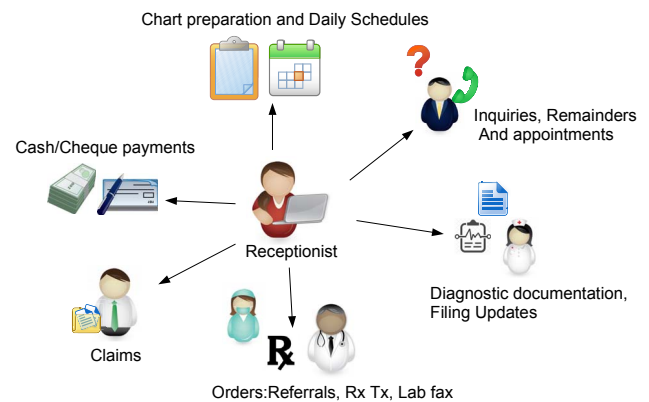 Chart preparation and Daily Schedules
?
Inquiries, Remainders
And appointments
Cash/Cheque payments
Receptionist
Diagnostic documentation,
Filing Updates
Claims
Rx
Orders:Referrals, Rx Tx, Lab fax